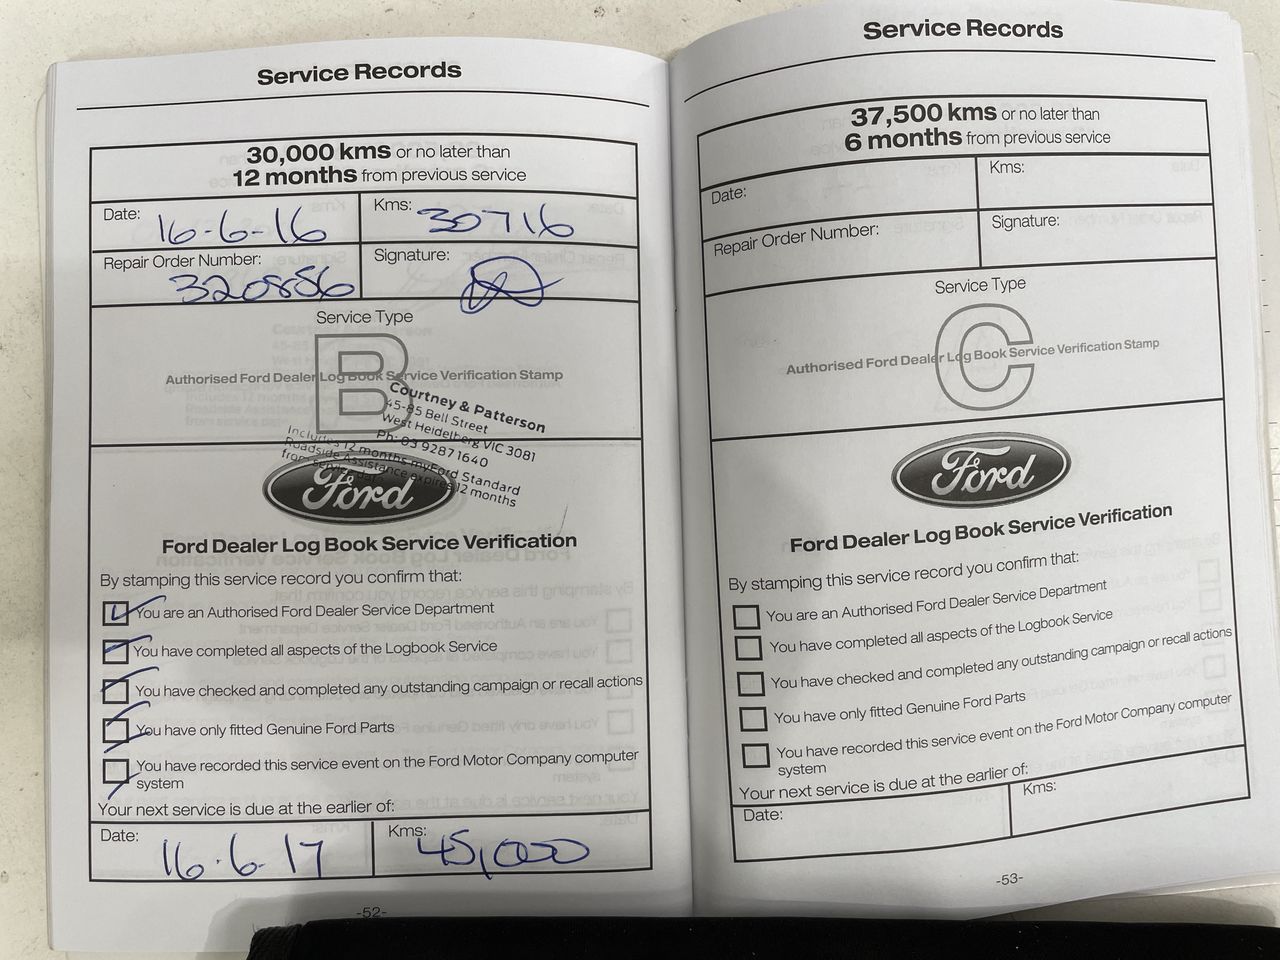 Service Records
30,000 kms or no later than
12 months from previous service
Date: 16-6-16
Kms: 30716
Repair Order Number: 320886
Signature:
Service Type
B
Authorised Ford Dealer Log Book Service Verification Stamp
Courtney & Patterson
45-85 Bell Street
West Heidelberg VIC 3081
Ph: 03 9287 1640
Includes 12 months myFord Standard
Roadside Assistance expires 12 months
from service date
Ford
Ford Dealer Log Book Service Verification
By stamping this service record you confirm that:
You are an Authorised Ford Dealer Service Department
You have completed all aspects of the Logbook Service
You have checked and completed any outstanding campaign or recall actions
You have only fitted Genuine Ford Parts
You have recorded this service event on the Ford Motor Company computer
system
Your next service is due at the earlier of:
Date: 16.6.17
Kms: 45,000
-52-
Service Records
37,500 kms or no later than
6 months from previous service
Date:
Kms:
Repair Order Number:
Signature:
Service Type
C
Authorised Ford Dealer Log Book Service Verification Stamp
Ford
Ford Dealer Log Book Service Verification
By stamping this service record you confirm that:
You are an Authorised Ford Dealer Service Department
You have completed all aspects of the Logbook Service
You have checked and completed any outstanding campaign or recall actions
You have only fitted Genuine Ford Parts
You have recorded this service event on the Ford Motor Company computer
system
Your next service is due at the earlier of:
Date:
Kms:
-53-